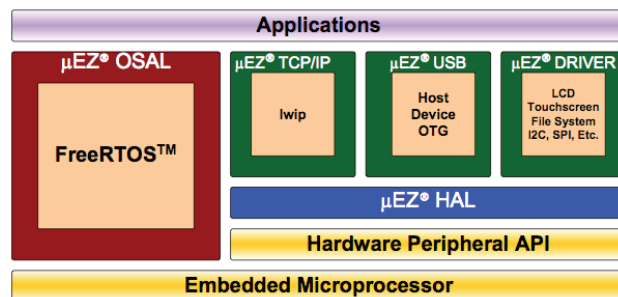 Applications
µEZ® OSAL
FreeRTOS™
µEZ® TCP/IP
lwip
µEZ® USB
Host
Device
OTG
µEZ® DRIVER
LCD
Touchscreen
File System
I2C, SPI, Etc.
µEZ® HAL
Hardware Peripheral API
Embedded Microprocessor